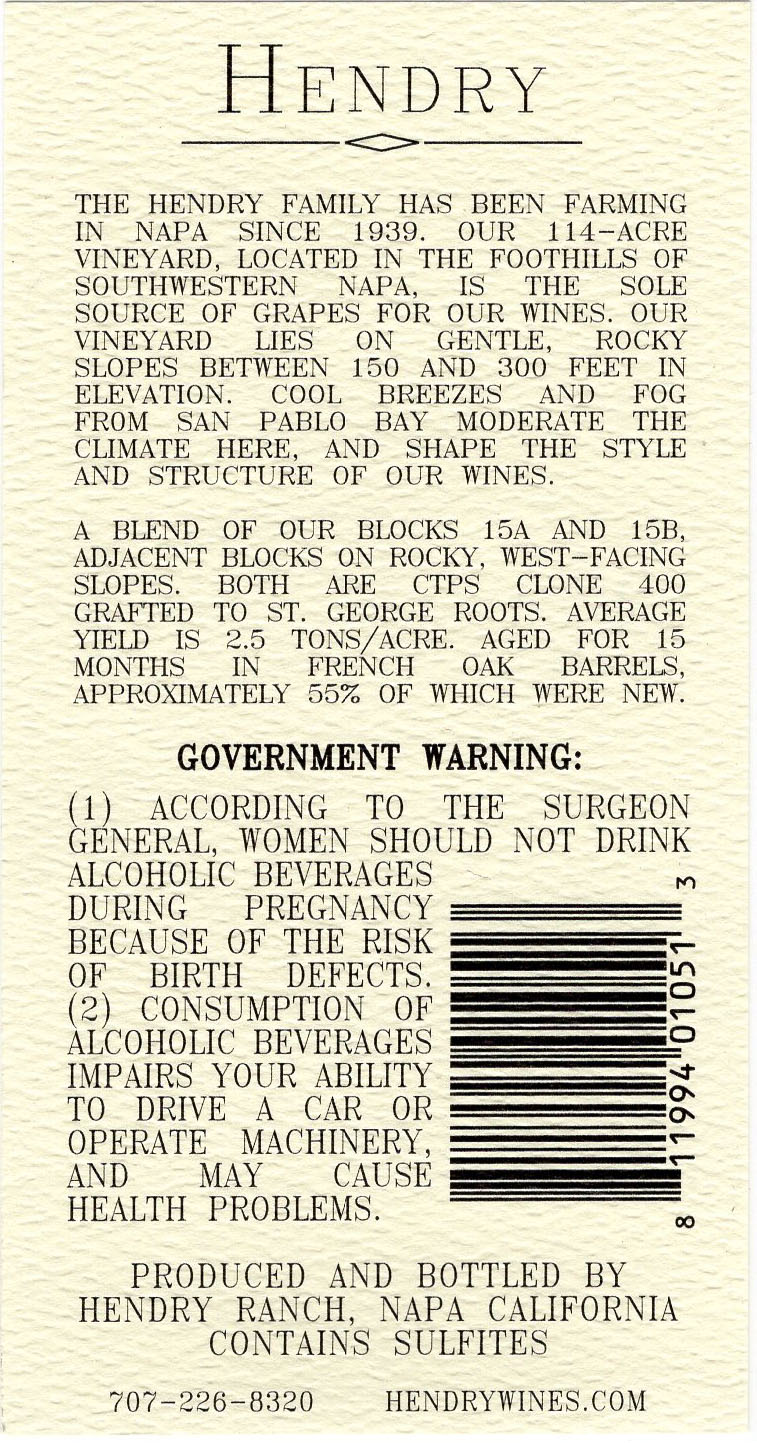 HENDRY
THE HENDRY FAMILY HAS BEEN FARMING
IN NAPA SINCE 1939. OUR 114-ACRE
VINEYARD, LOCATED IN THE FOOTHILLS OF
SOUTHWESTERN NAPA, IS THE SOLE
SOURCE OF GRAPES FOR OUR WINES. OUR
VINEYARD LIES ON GENTLE, ROCKY
SLOPES BETWEEN 150 AND 300 FEET IN
ELEVATION. COOL BREEZES AND FOG
FROM SAN PABLO BAY MODERATE THE
CLIMATE HERE, AND SHAPE THE STYLE
AND STRUCTURE OF OUR WINES.
A BLEND OF OUR BLOCKS 15A AND 15B,
ADJACENT BLOCKS ON ROCKY, WEST-FACING
SLOPES. BOTH ARE CTPS CLONE 400
GRAFTED TO ST. GEORGE ROOTS. AVERAGE
YIELD IS 2.5 TONS/ACRE. AGED FOR 15
MONTHS IN FRENCH OAK BARRELS,
APPROXIMATELY 55% OF WHICH WERE NEW.
GOVERNMENT WARNING:
(1) ACCORDING TO THE SURGEON
GENERAL, WOMEN SHOULD NOT DRINK
ALCOHOLIC BEVERAGES
DURING PREGNANCY
BECAUSE OF THE RISK
OF BIRTH DEFECTS.
(2) CONSUMPTION OF
ALCOHOLIC BEVERAGES
IMPAIRS YOUR ABILITY
TO DRIVE A CAR OR
OPERATE MACHINERY,
AND MAY CAUSE
HEALTH PROBLEMS.
8 11994 01051 3
PRODUCED AND BOTTLED BY
HENDRY RANCH, NAPA CALIFORNIA
CONTAINS SULFITES
707-226-8320 HENDRYWINES.COM